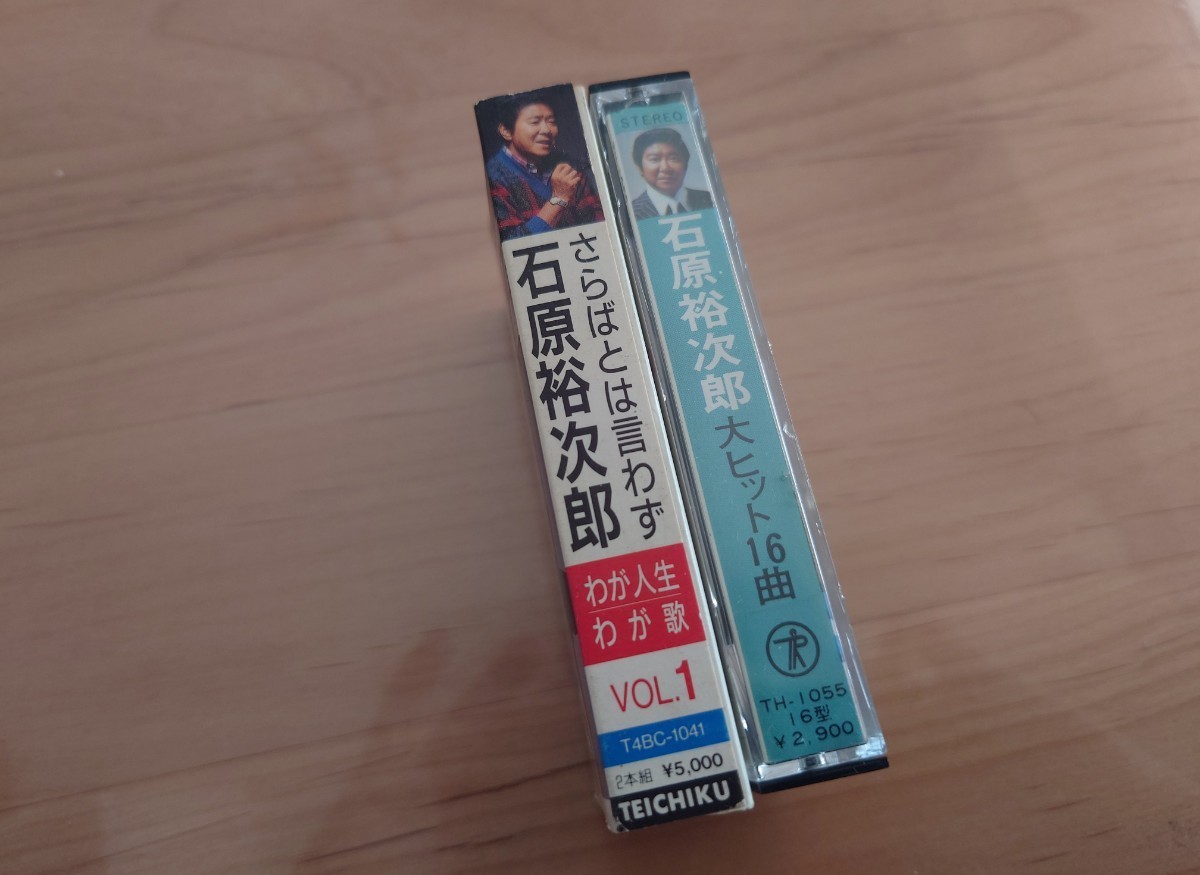 さらばとは言わず
石原裕次郎
わが人生
わが歌
VOL.1
T4BC-1041
2本組 ¥5,000
TEICHIKU
STEREO
石原裕次郎 大ヒット16曲
TH-1055
16型
¥2,900